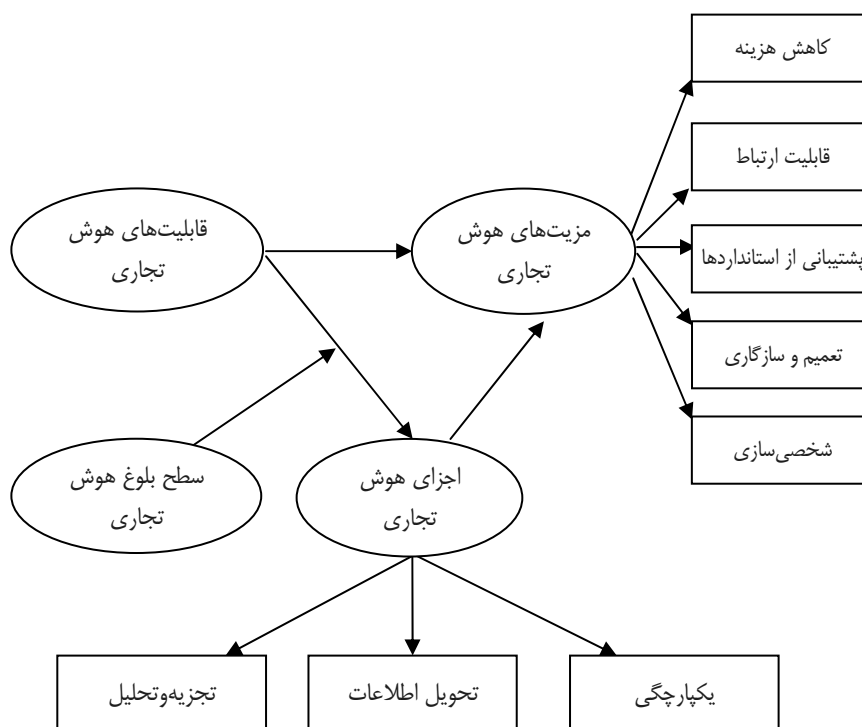 کاهش هزینه
قابلیت ارتباط
پشتیبانی از استانداردها
تعمیم و سازگاری
شخصی‌سازی
مزیت‌های هوش
تجاری
قابلیت‌های هوش
تجاری
سطح بلوغ هوش
تجاری
اجزای هوش
تجاری
یکپارچگی
تحویل اطلاعات
تجزیه‌وتحلیل